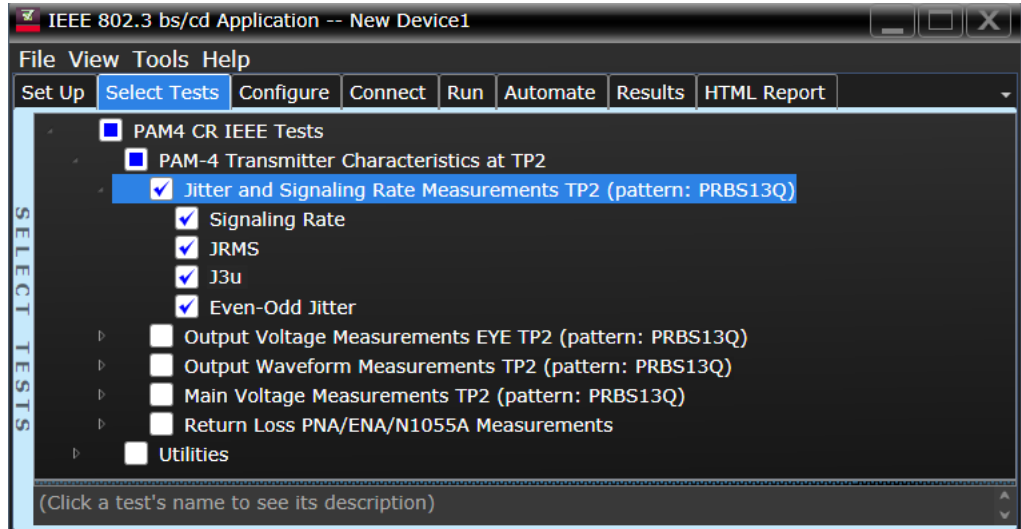 IEEE 802.3 bs/cd Application -- New Device1
File View Tools Help
Set Up Select Tests Configure Connect Run Automate Results HTML Report
SELECT TESTS
PAM4 CR IEEE Tests
PAM-4 Transmitter Characteristics at TP2
Jitter and Signaling Rate Measurements TP2 (pattern: PRBS13Q)
Signaling Rate
JRMS
J3u
Even-Odd Jitter
Output Voltage Measurements EYE TP2 (pattern: PRBS13Q)
Output Waveform Measurements TP2 (pattern: PRBS13Q)
Main Voltage Measurements TP2 (pattern: PRBS13Q)
Return Loss PNA/ENA/N1055A Measurements
Utilities
(Click a test's name to see its description)